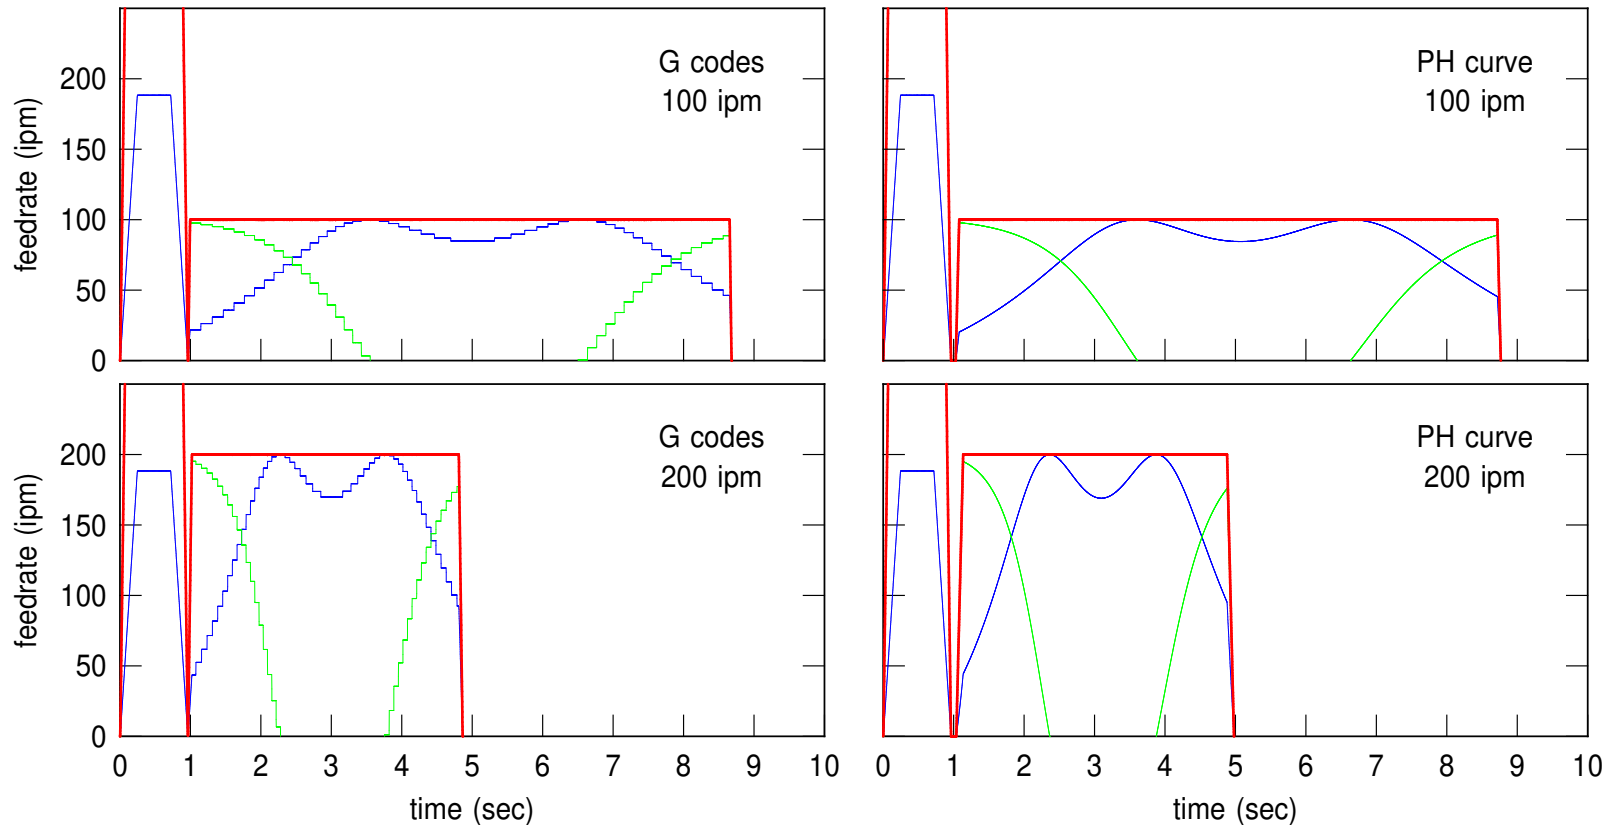 G codes
100 ipm
200
150
100
50
0
feedrate (ipm)
PH curve
100 ipm
G codes
200 ipm
200
150
100
50
0
feedrate (ipm)
0 1 2 3 4 5 6 7 8 9 10
time (sec)
PH curve
200 ipm
0 1 2 3 4 5 6 7 8 9 10
time (sec)